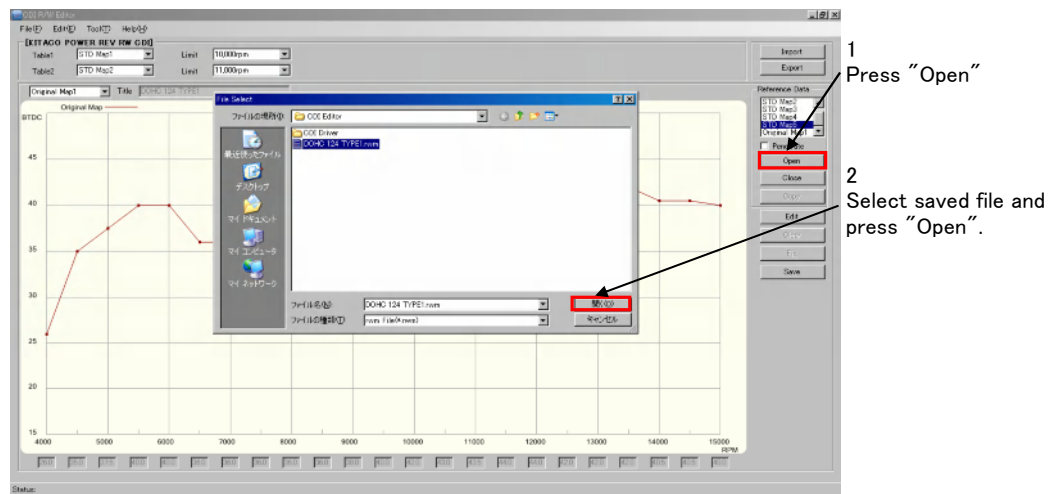 CDI R/W Editor
File(F) Edit(E) Tool(T) Help(H)
[KITACO POWER REV RW CDI]
Table1 STD Map1 Limit 10,000rpm
Table2 STD Map2 Limit 11,000rpm
Import
Export
Original Map1 Title DOHC 124 TYPE1
Reference Data
STD Map2
STD Map3
STD Map4
STD Map5
Original Map1
Open
Close
Copy
Edit
Save
Original Map
BTDC
45
40
35
30
25
20
15
4000 5000 6000 7000 8000 9000 10000 11000 12000 13000 14000 15000
RPM
File Select
ファイルの場所(I): CDI Editor
CDI Driver
DOHC 124 TYPE1.rwm
最近使ったファイル
デスクトップ
マイ ドキュメント
マイ コンピュータ
マイ ネットワーク
ファイル名(N): DOHC 124 TYPE1.rwm
開く(O)
ファイルの種類(T): rwm File(*.rwm)
キャンセル
Status:
1
Press "Open"
2
Select saved file and
press "Open".